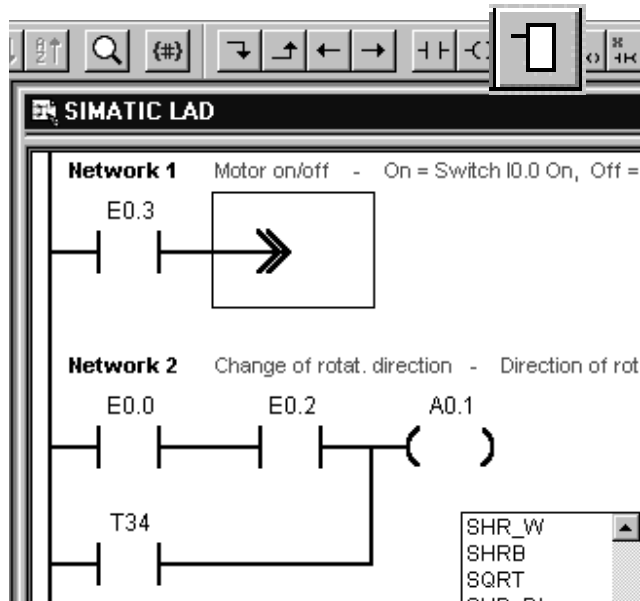 {#}
SIMATIC LAD
Network 1 Motor on/off - On = Switch I0.0 On, Off =
E0.3
Network 2 Change of rotat. direction - Direction of rot
E0.0 E0.2 A0.1
T34
SHR_W
SHRB
SQRT